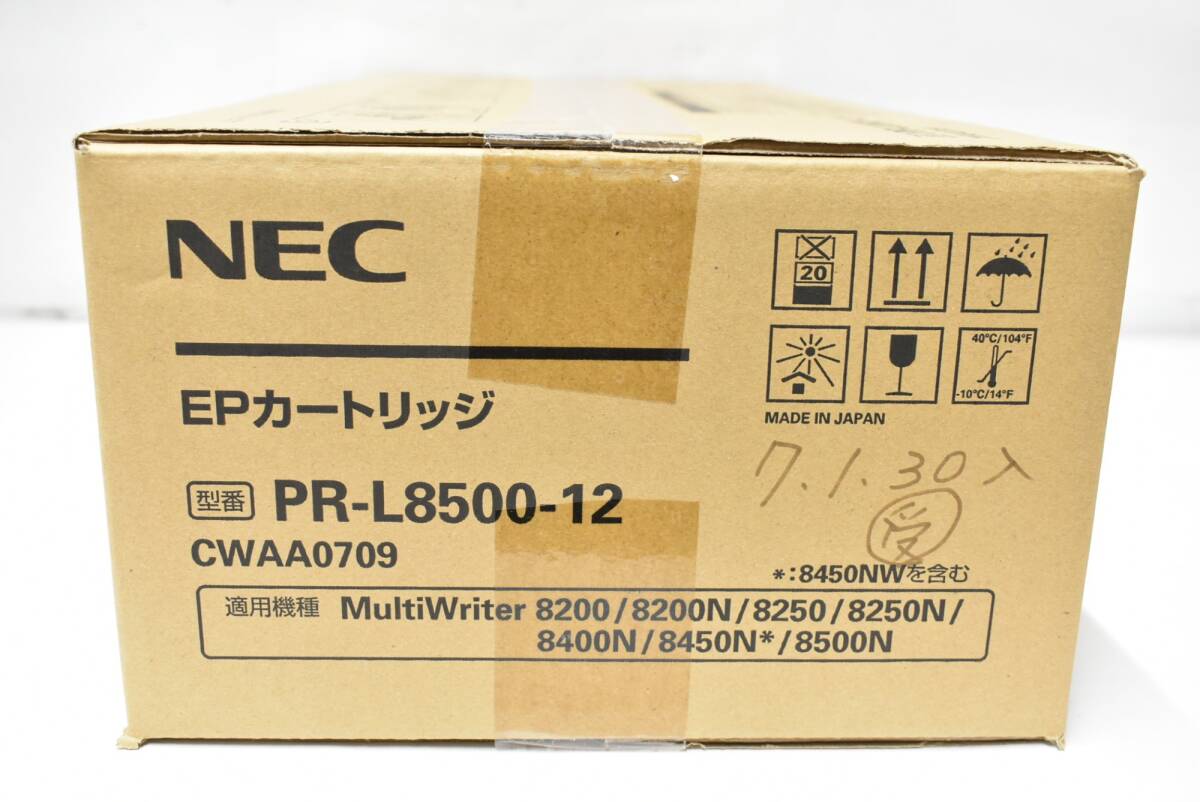 NEC
EPカートリッジ
型番 PR-L8500-12
CWAA0709
20
40°C/104°F
-10°C/14°F
MADE IN JAPAN
7.1.30入
受
*:8450NWを含む
適用機種 MultiWriter 8200/8200N/8250/8250N/
8400N/8450N*/8500N